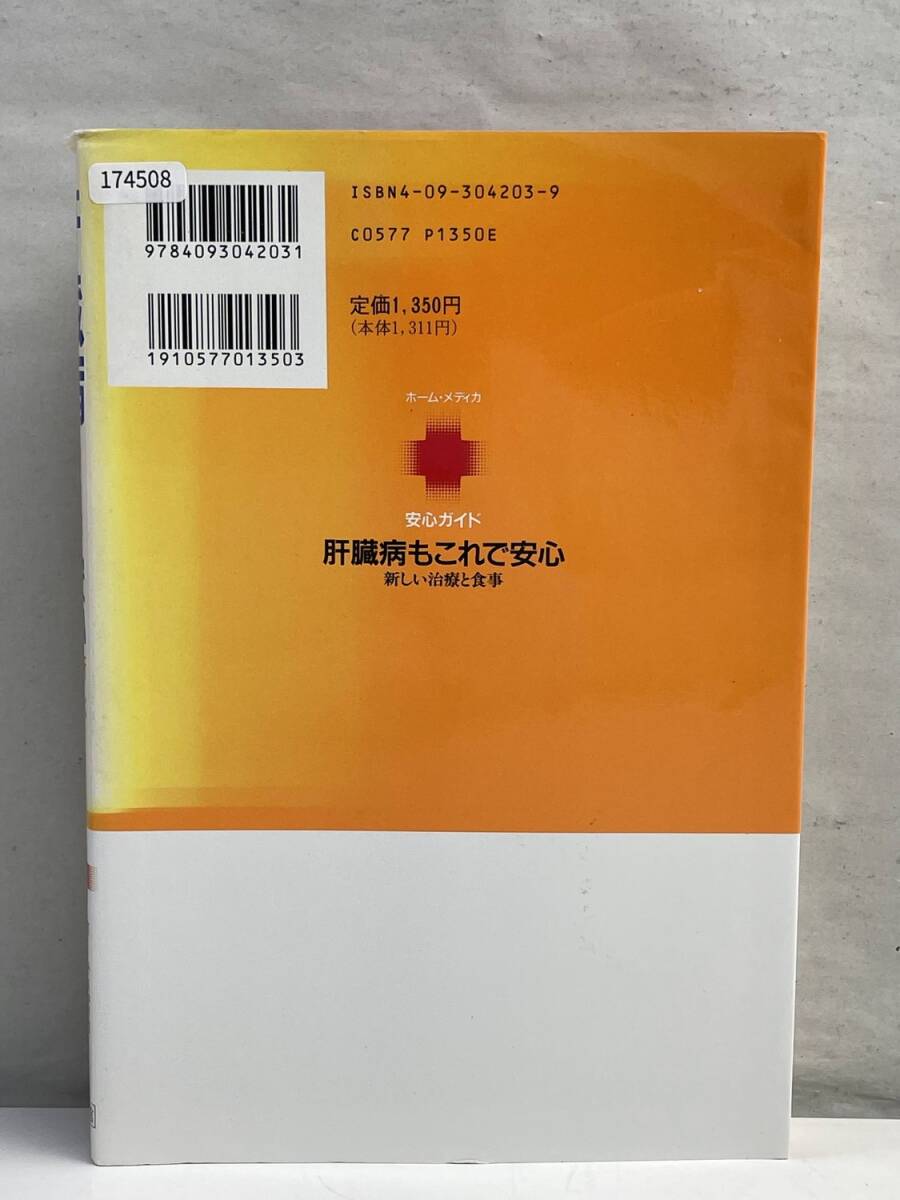 174508
ISBN4-09-304203-9
9784093042031
C0577 P1350E
定価1,350円
(本体1,311円)
1910577013503
ホーム・メディカ
安心ガイド
肝臓病もこれで安心
新しい治療と食事